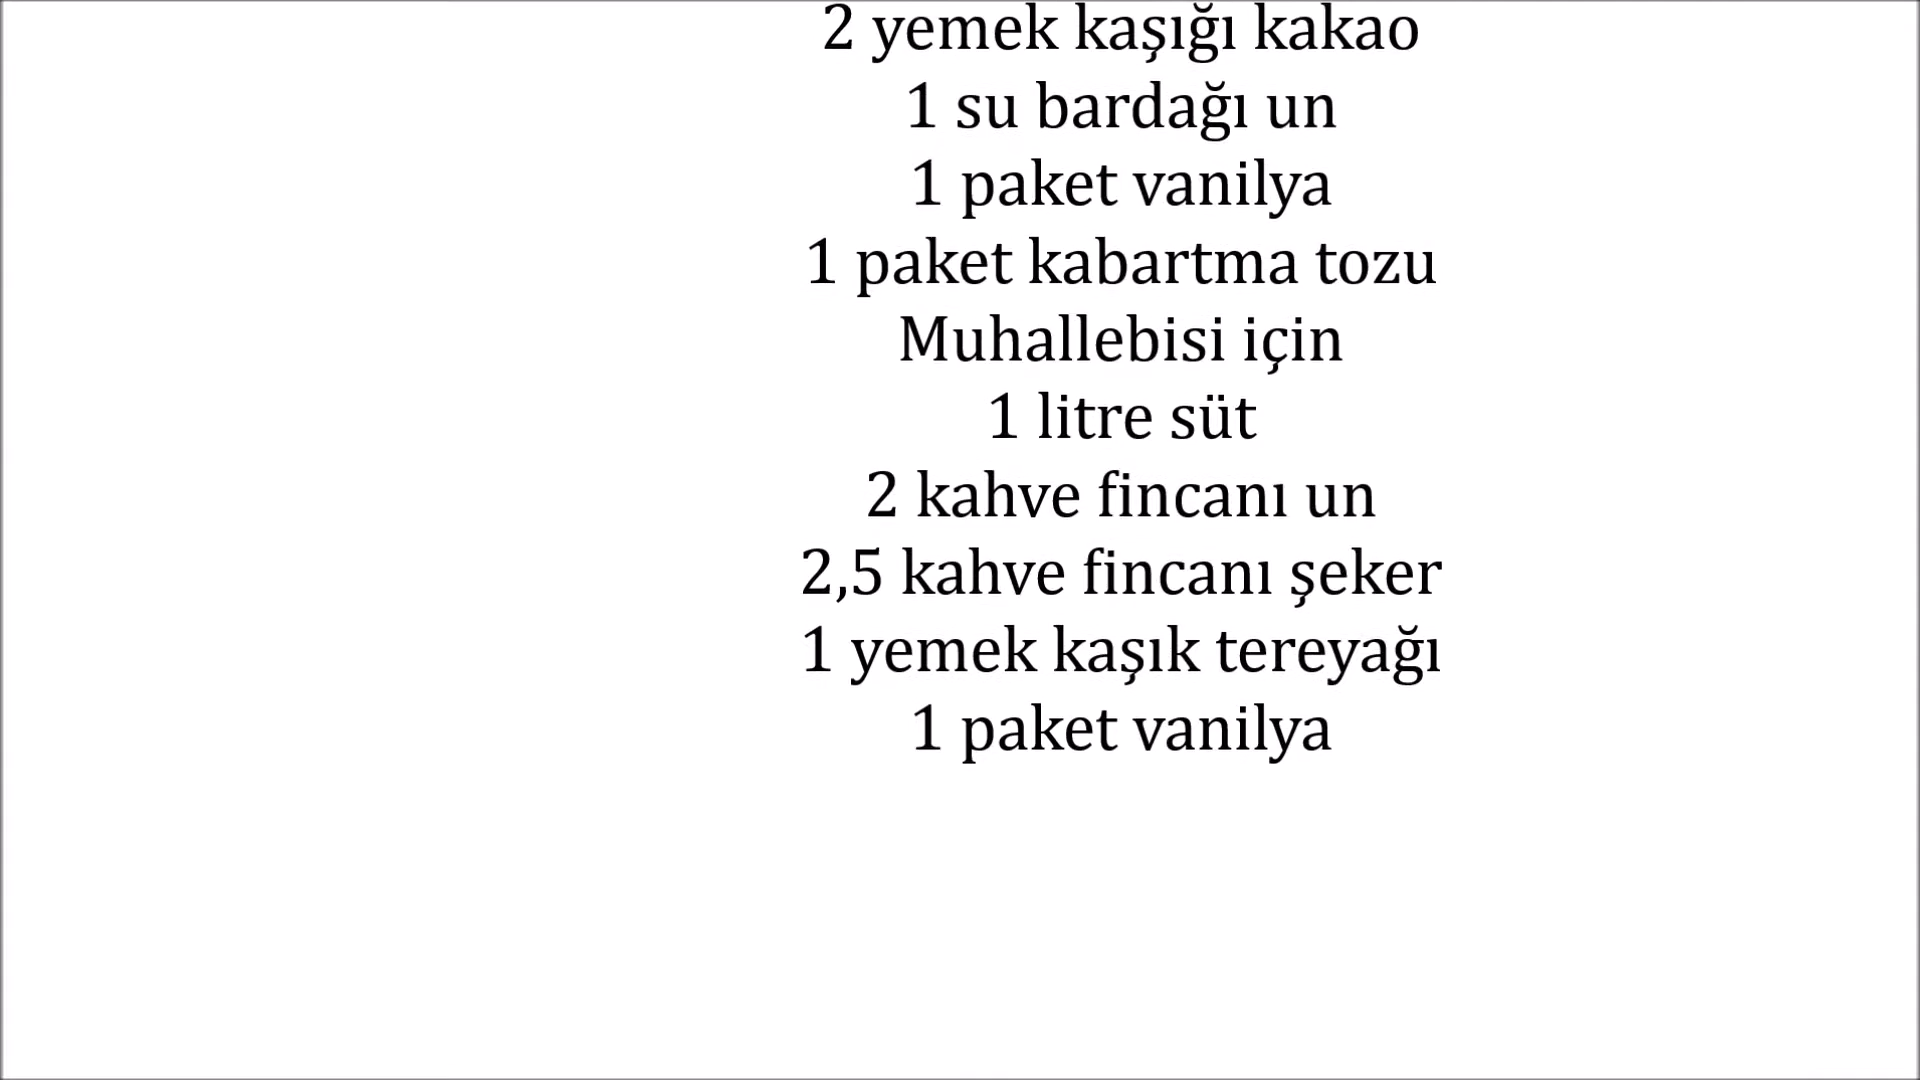 2 yemek kaşığı kakao
1 su bardağı un
1 paket vanilya
1 paket kabartma tozu
Muhallebisi için
1 litre süt
2 kahve fincanı un
2,5 kahve fincanı şeker
1 yemek kaşık tereyağı
1 paket vanilya